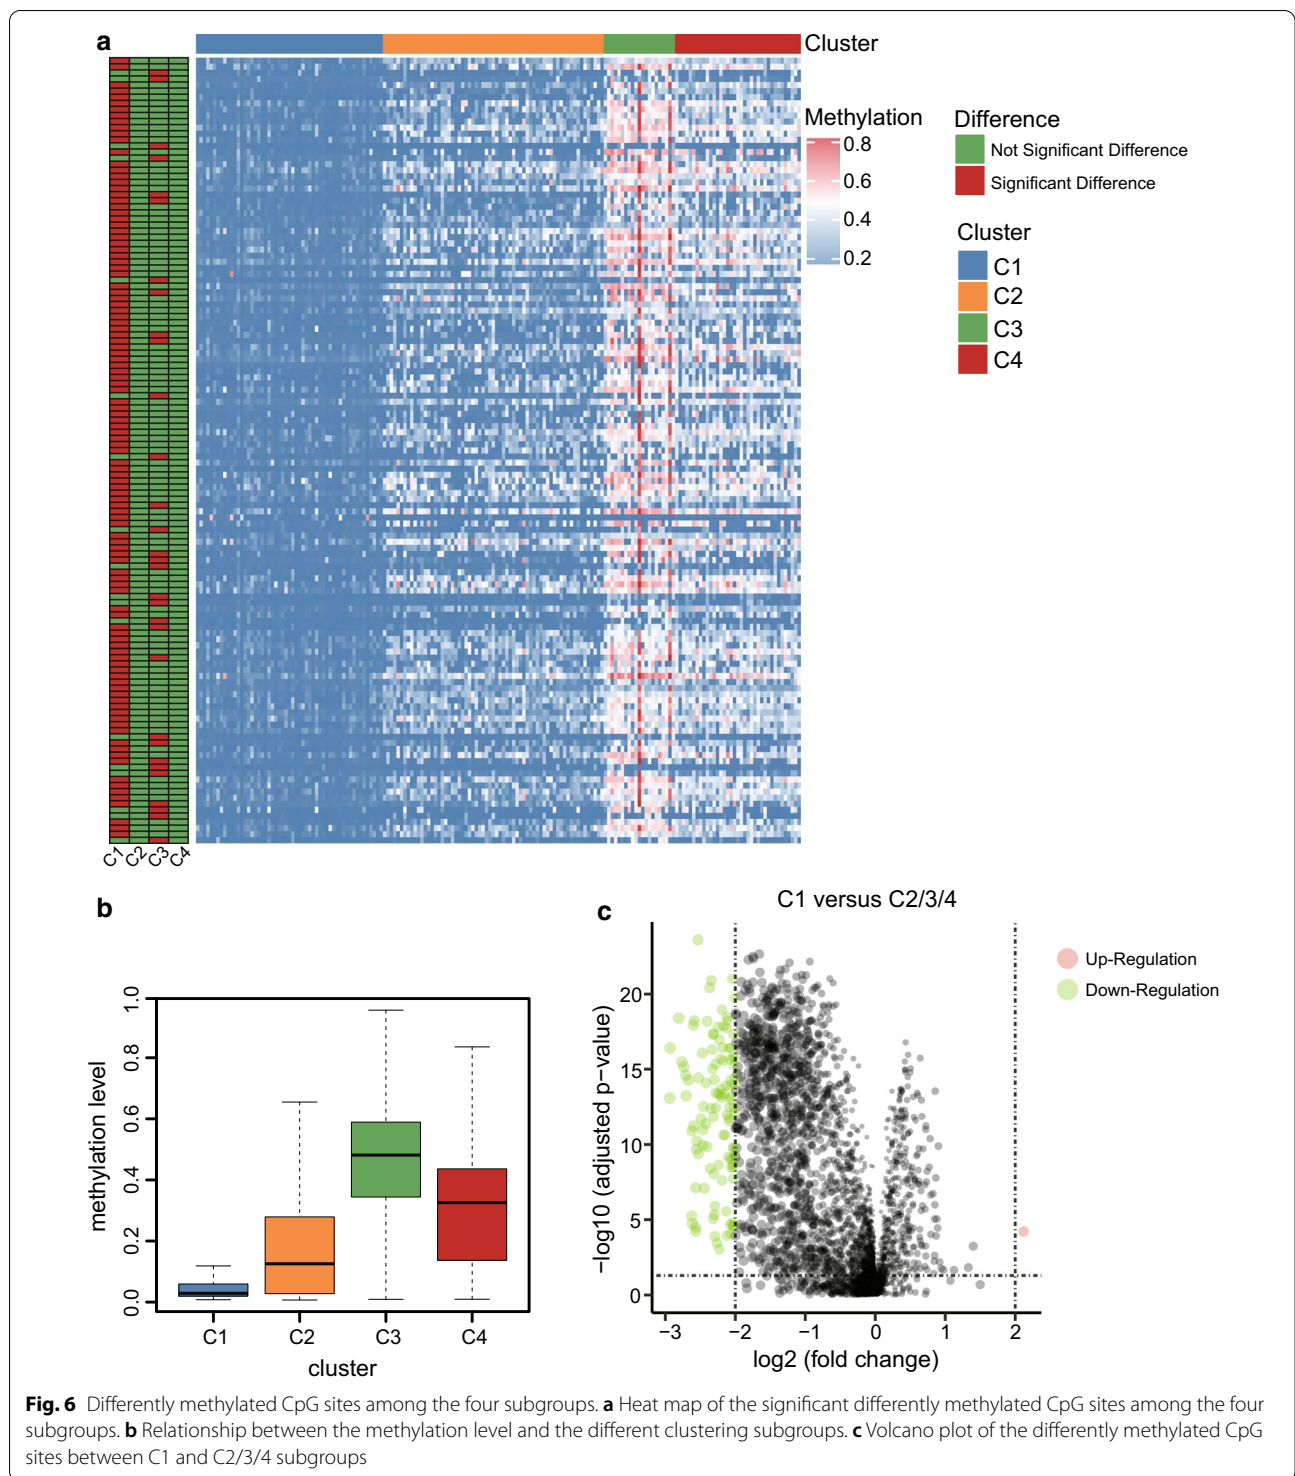 a
Cluster
Methylation
0.8
0.6
0.4
0.2
Difference
Not Significant Difference
Significant Difference
Cluster
C1
C2
C3
C4
C1 C2 C3 C4
b
methylation level
1.0
0.8
0.6
0.4
0.2
0.0
C1 C2 C3 C4
cluster
c
C1 versus C2/3/4
−log10 (adjusted p-value)
20
15
10
5
0
−3 −2 −1 0 1 2
log2 (fold change)
Up-Regulation
Down-Regulation
Fig. 6 Differently methylated CpG sites among the four subgroups. a Heat map of the significant differently methylated CpG sites among the four
subgroups. b Relationship between the methylation level and the different clustering subgroups. c Volcano plot of the differently methylated CpG
sites between C1 and C2/3/4 subgroups